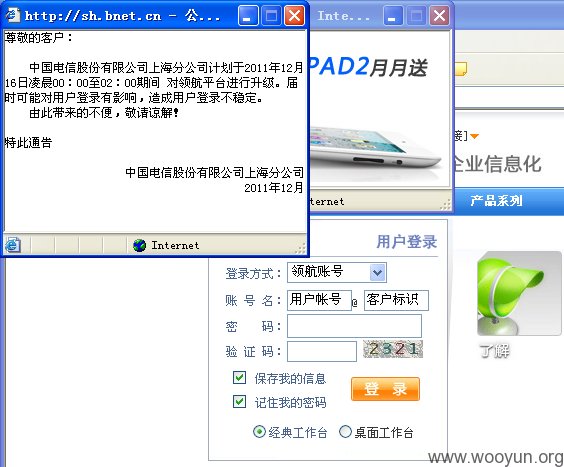 http://sh.bnet.cn - 公...
Inte...
尊敬的客户：
中国电信股份有限公司上海分公司计划于2011年12月
16日凌晨00：00至02：00期间 对领航平台进行升级。届
时可能对用户登录有影响，造成用户登录不稳定。
由此带来的不便，敬请谅解！
特此通告
中国电信股份有限公司上海分公司
2011年12月
Internet
PAD2月月送
ternet
接]
企业信息化
产品系列
用户登录
登录方式：领航账号
账 号 名：用户帐号@客户标识
密 码：
验 证 码：2321
保存我的信息
记住我的密码
登 录
经典工作台 桌面工作台
了解
www.wooyun.org